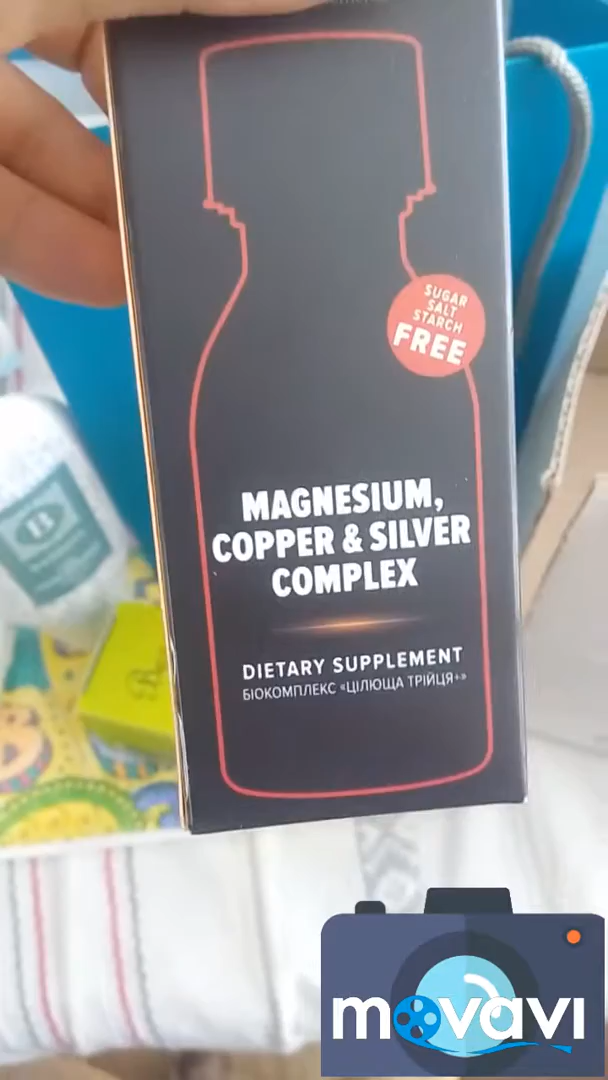 SUGAR
SALT
STARCH
FREE
MAGNESIUM,
COPPER & SILVER
COMPLEX
DIETARY SUPPLEMENT
БІОКОМПЛЕКС «ЦІЛЮЩА ТРІЙЦЯ+»
B
movavi